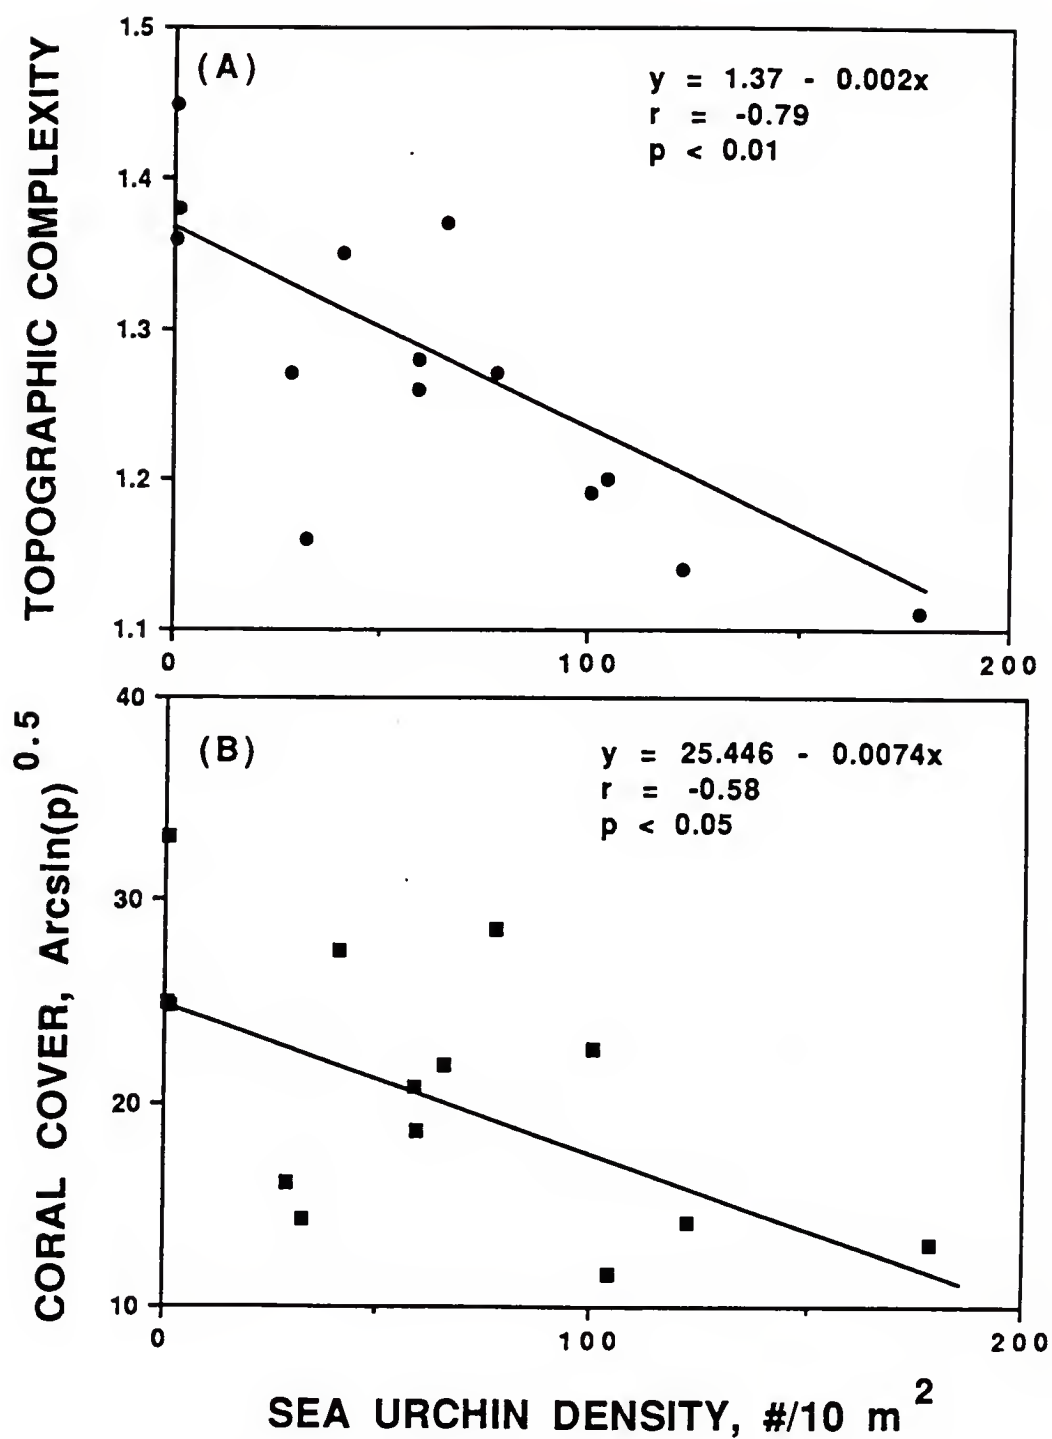 TOPOGRAPHIC COMPLEXITY
1.5
1.4
1.3
1.2
1.1
(A)
y = 1.37 - 0.002x
r = -0.79
p < 0.01
0 100 200
CORAL COVER, Arcsin(p)^0.5
40
30
20
10
(B)
y = 25.446 - 0.0074x
r = -0.58
p < 0.05
0 100 200
SEA URCHIN DENSITY, #/10 m²